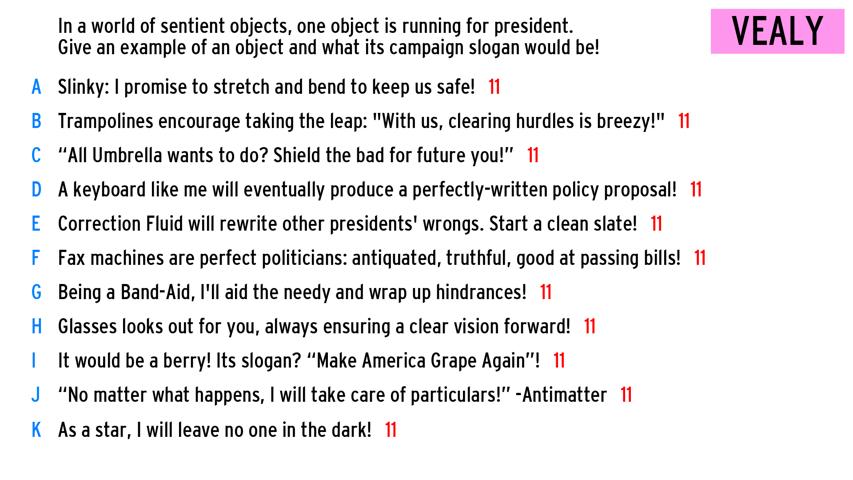 In a world of sentient objects, one object is running for president.
Give an example of an object and what its campaign slogan would be!
VEALY
A Slinky: I promise to stretch and bend to keep us safe! 11
B Trampolines encourage taking the leap: "With us, clearing hurdles is breezy!" 11
C “All Umbrella wants to do? Shield the bad for future you!” 11
D A keyboard like me will eventually produce a perfectly-written policy proposal! 11
E Correction Fluid will rewrite other presidents' wrongs. Start a clean slate! 11
F Fax machines are perfect politicians: antiquated, truthful, good at passing bills! 11
G Being a Band-Aid, I'll aid the needy and wrap up hindrances! 11
H Glasses looks out for you, always ensuring a clear vision forward! 11
I It would be a berry! Its slogan? “Make America Grape Again”! 11
J “No matter what happens, I will take care of particulars!” -Antimatter 11
K As a star, I will leave no one in the dark! 11